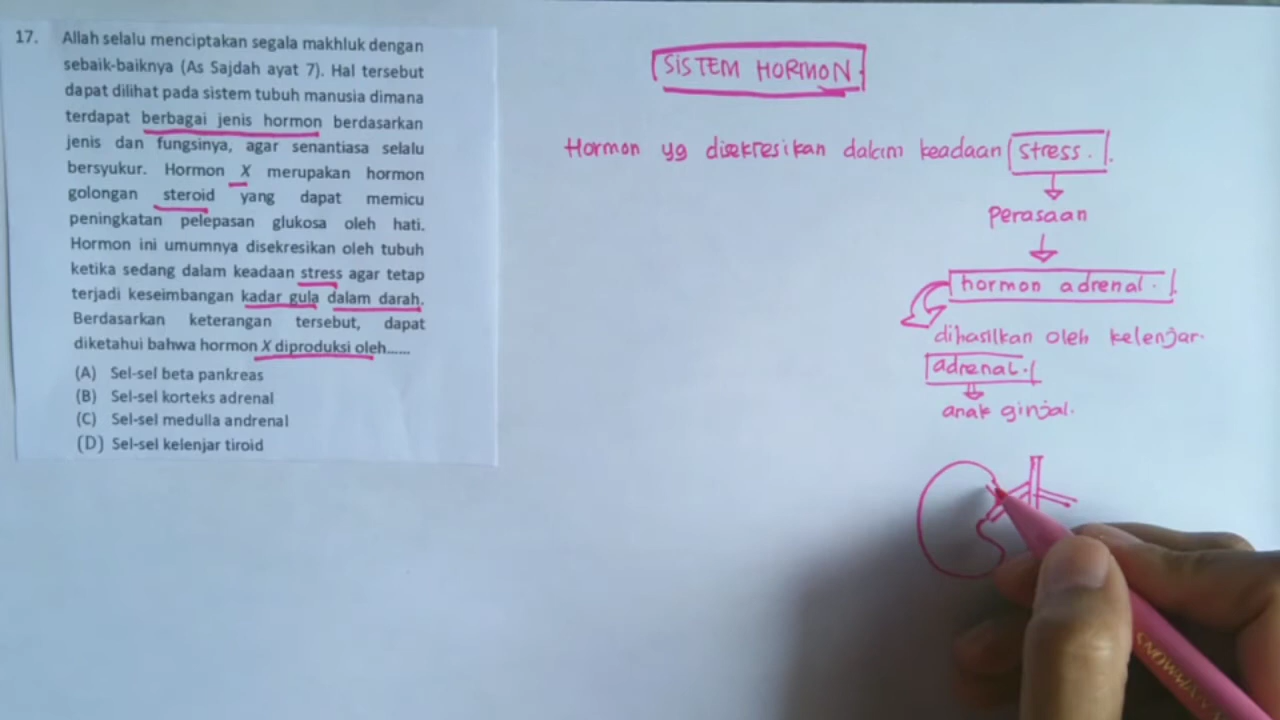 17. Allah selalu menciptakan segala makhluk dengan
sebaik-baiknya (As Sajdah ayat 7). Hal tersebut
dapat dilihat pada sistem tubuh manusia dimana
terdapat berbagai jenis hormon berdasarkan
jenis dan fungsinya, agar senantiasa selalu
bersyukur. Hormon X merupakan hormon
golongan steroid yang dapat memicu
peningkatan pelepasan glukosa oleh hati.
Hormon ini umumnya disekresikan oleh tubuh
ketika sedang dalam keadaan stress agar tetap
terjadi keseimbangan kadar gula dalam darah.
Berdasarkan keterangan tersebut, dapat
diketahui bahwa hormon X diproduksi oleh......
(A) Sel-sel beta pankreas
(B) Sel-sel korteks adrenal
(C) Sel-sel medulla andrenal
(D) Sel-sel kelenjar tiroid
SISTEM HORMON
Hormon yg disekresikan dalam keadaan stress.
Perasaan
hormon adrenal.
dihasilkan oleh kelenjar.
adrenal.
anak ginjal.